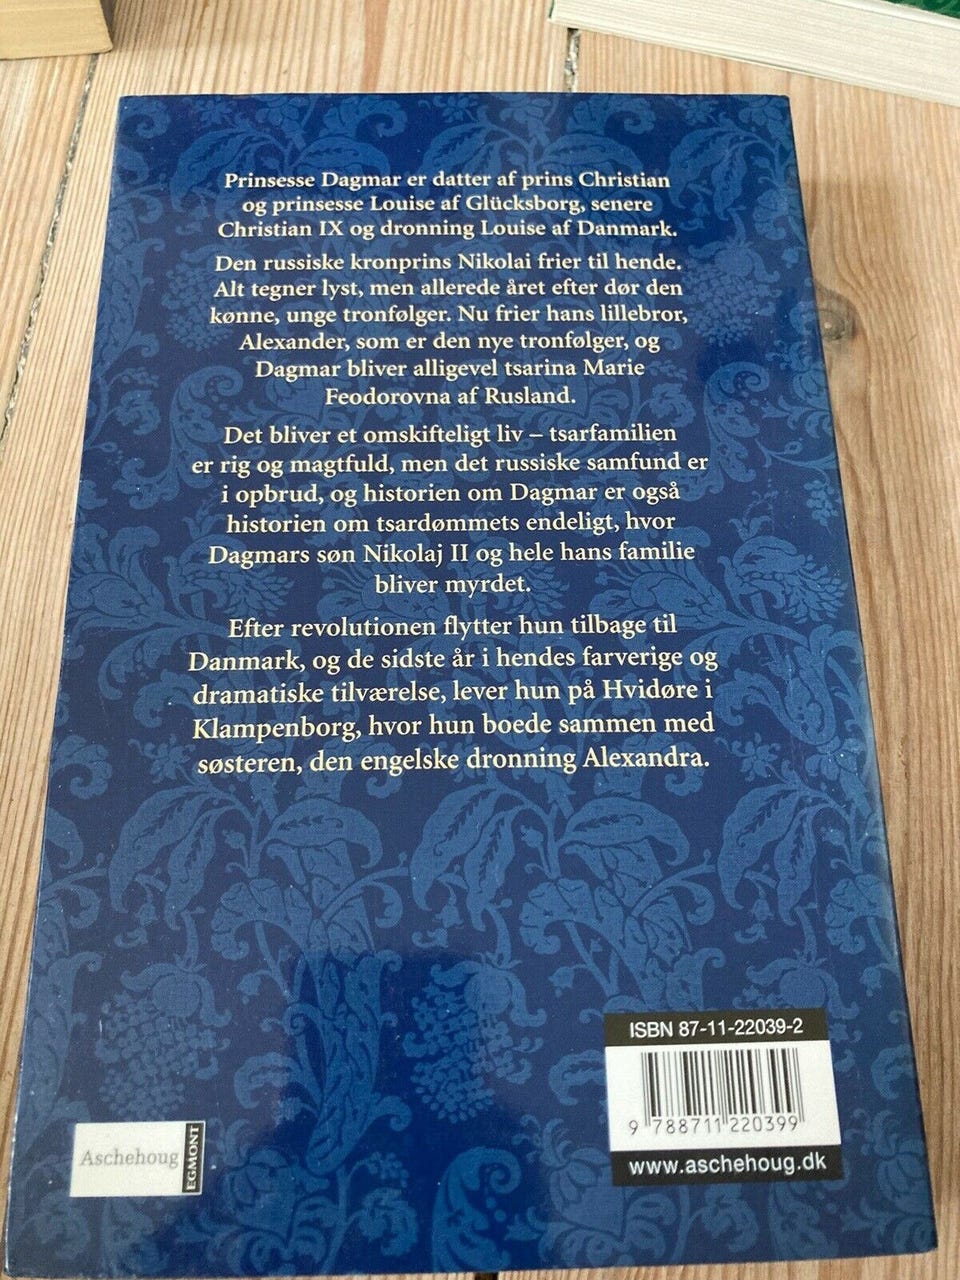 Prinsesse Dagmar er datter af prins Christian
og prinsesse Louise af Glücksborg, senere
Christian IX og dronning Louise af Danmark.
Den russiske kronprins Nikolai frier til hende.
Alt tegner lyst, men allerede året efter dør den
kønne, unge tronfølger. Nu frier hans lillebror,
Alexander, som er den nye tronfølger, og
Dagmar bliver alligevel tsarina Marie
Feodorovna af Rusland.
Det bliver et omskifteligt liv – tsarfamilien
er rig og magtfuld, men det russiske samfund er
i opbrud, og historien om Dagmar er også
historien om tsardømmets endeligt, hvor
Dagmars søn Nikolaj II og hele hans familie
bliver myrdet.
Efter revolutionen flytter hun tilbage til
Danmark, og de sidste år i hendes farverige og
dramatiske tilværelse, lever hun på Hvidøre i
Klampenborg, hvor hun boede sammen med
søsteren, den engelske dronning Alexandra.
ISBN 87-11-22039-2
9 788711 220399
www.aschehoug.dk
Aschehoug
EGMONT